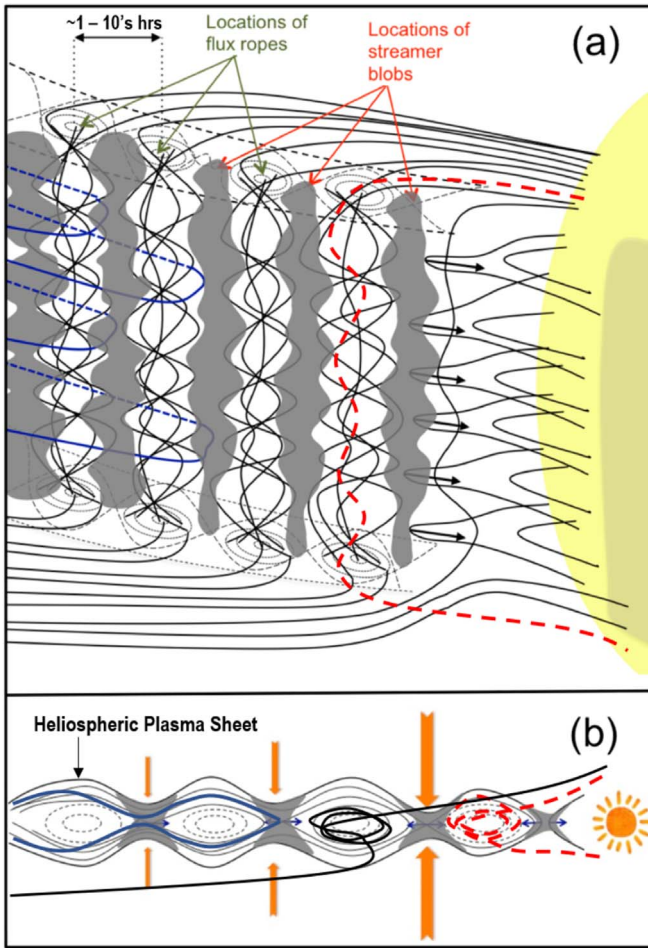 ~1 – 10's hrs
Locations of
flux ropes
Locations of
streamer
blobs
(a)
Heliospheric Plasma Sheet
(b)